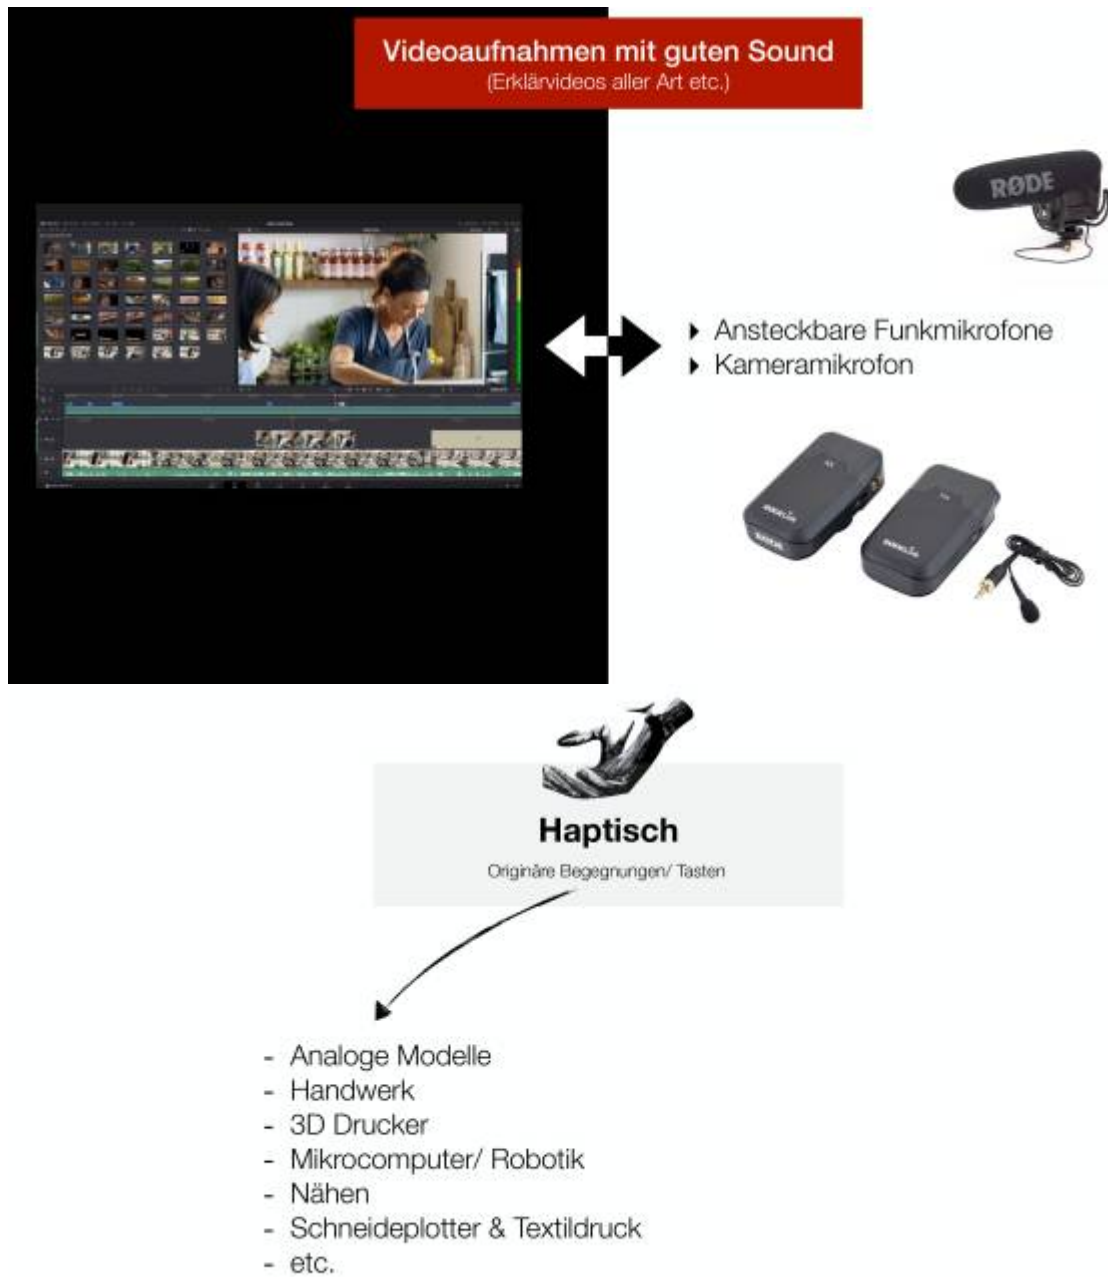 Videoaufnahmen mit guten Sound
(Erklärvideos aller Art etc.)
RØDE
Ansteckbare Funkmikrofone
Kameramikrofon
RØDE
Haptisch
Originäre Begegnungen/ Tasten
- Analoge Modelle
- Handwerk
- 3D Drucker
- Mikrocomputer/ Robotik
- Nähen
- Schneideplotter & Textildruck
- etc.